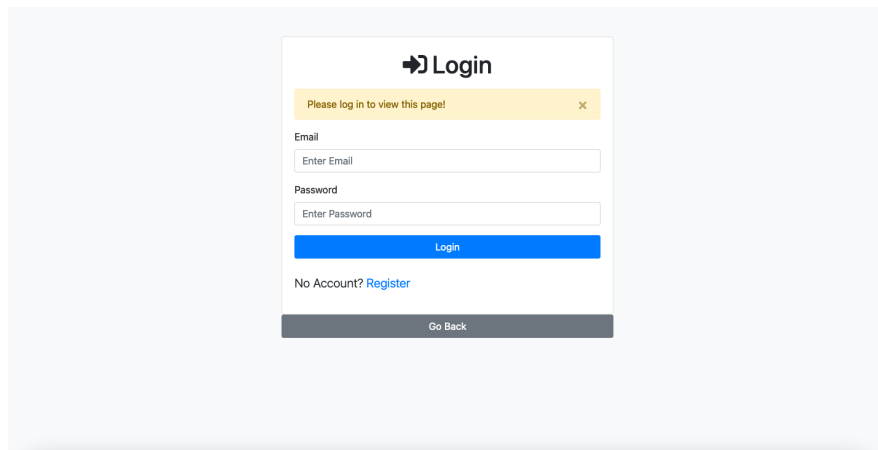 Login
Please log in to view this page!
×
Email
Enter Email
Password
Enter Password
Login
No Account? Register
Go Back